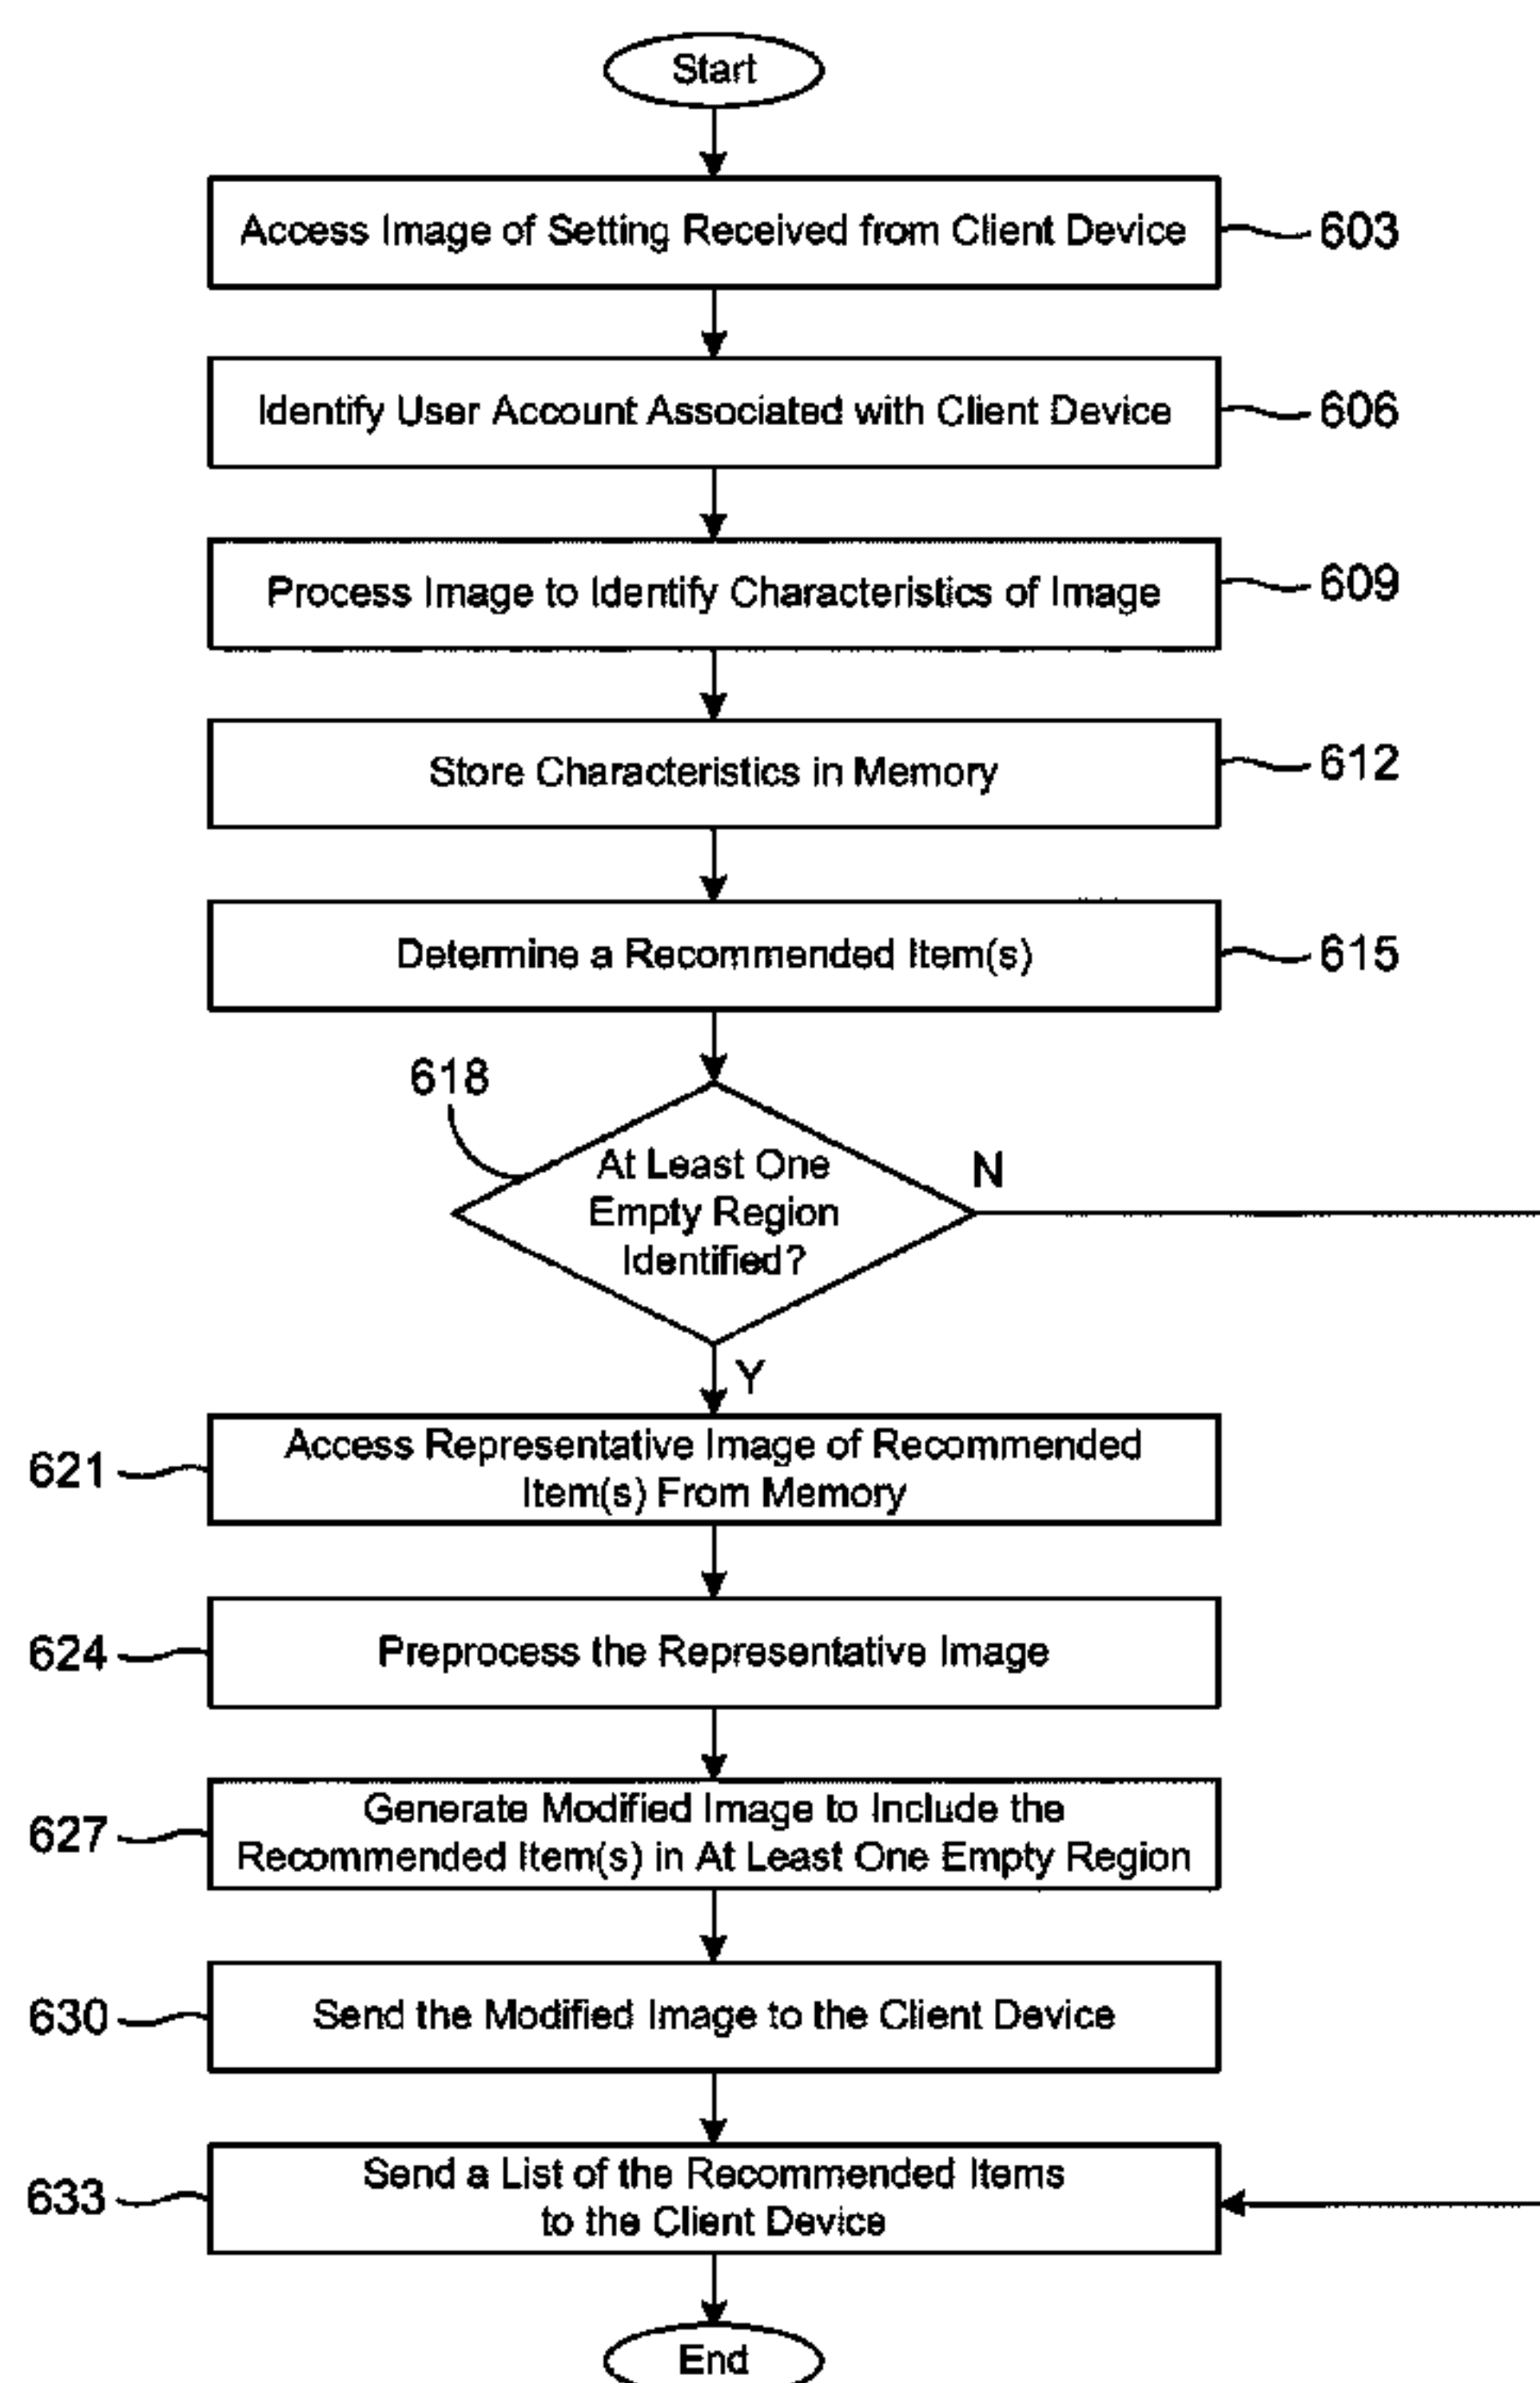 Start
Access Image of Setting Received from Client Device
603
Identify User Account Associated with Client Device
606
Process Image to Identify Characteristics of Image
609
Store Characteristics in Memory
612
Determine a Recommended Item(s)
615
618
At Least One
Empty Region
Identified?
N
Y
621
Access Representative Image of Recommended
Item(s) From Memory
624
Preprocess the Representative Image
627
Generate Modified Image to Include the
Recommended Item(s) in At Least One Empty Region
630
Send the Modified Image to the Client Device
633
Send a List of the Recommended Items
to the Client Device
End